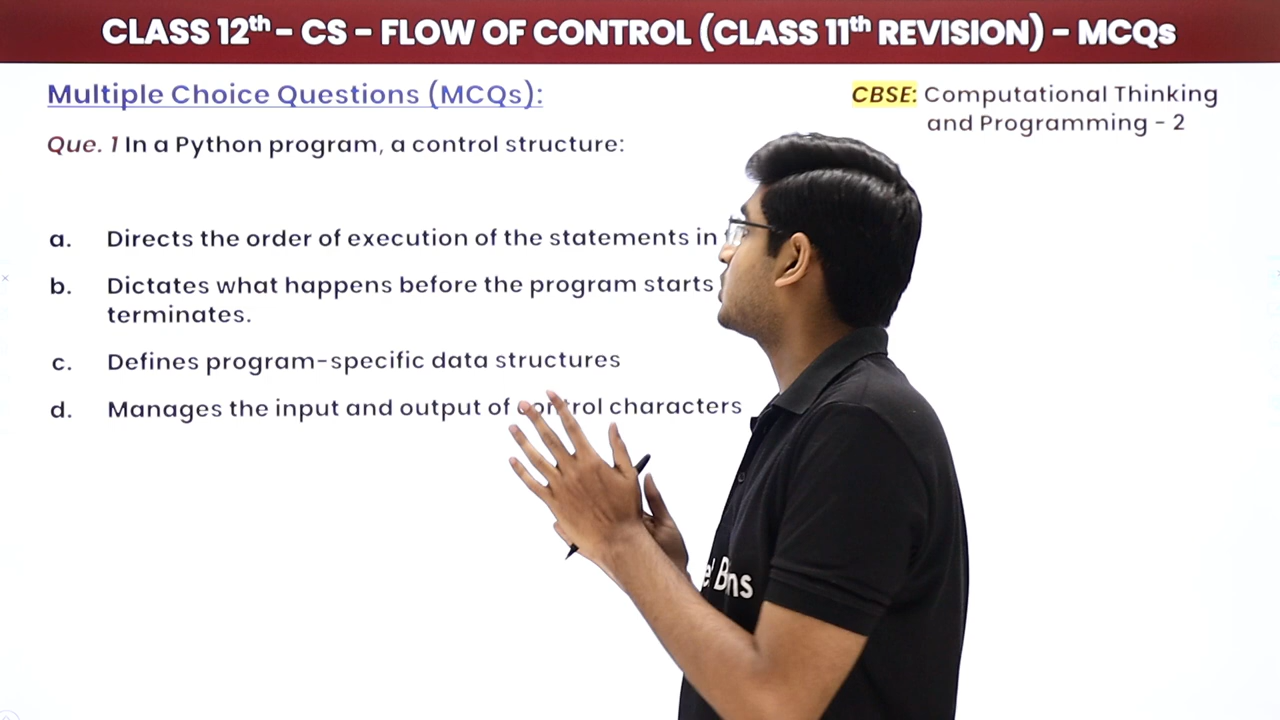 CLASS 12th – CS – FLOW OF CONTROL (CLASS 11th REVISION) – MCQs
Multiple Choice Questions (MCQs):
CBSE: Computational Thinking
and Programming - 2
Que. 1 In a Python program, a control structure:
a. Directs the order of execution of the statements in
b. Dictates what happens before the program starts
terminates.
c. Defines program-specific data structures
d. Manages the input and output of control characters